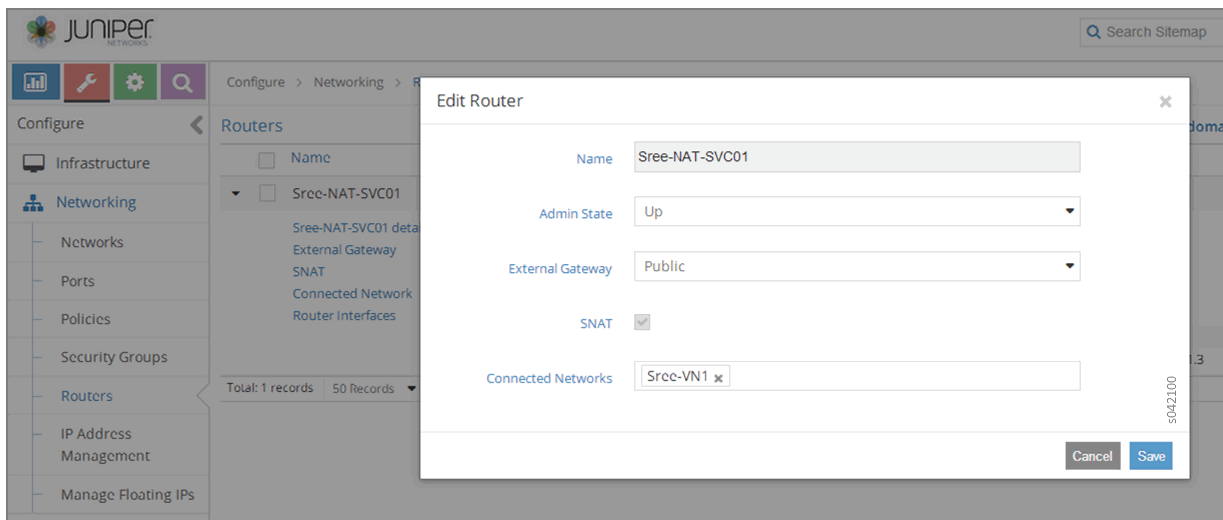 JUNIPER
NETWORKS
Search Sitemap
Configure > Networking >
Configure
Infrastructure
Networking
Networks
Ports
Policies
Security Groups
Routers
IP Address
Management
Manage Floating IPs
Routers
Name
Sree-NAT-SVC01
Sree-NAT-SVC01
External Gateway
SNAT
Connected Network
Router Interfaces
Total: 1 records 50 Records
Edit Router
Name Sree-NAT-SVC01
Admin State Up
External Gateway Public
SNAT
Connected Networks Sree-VN1
Cancel Save
s042100